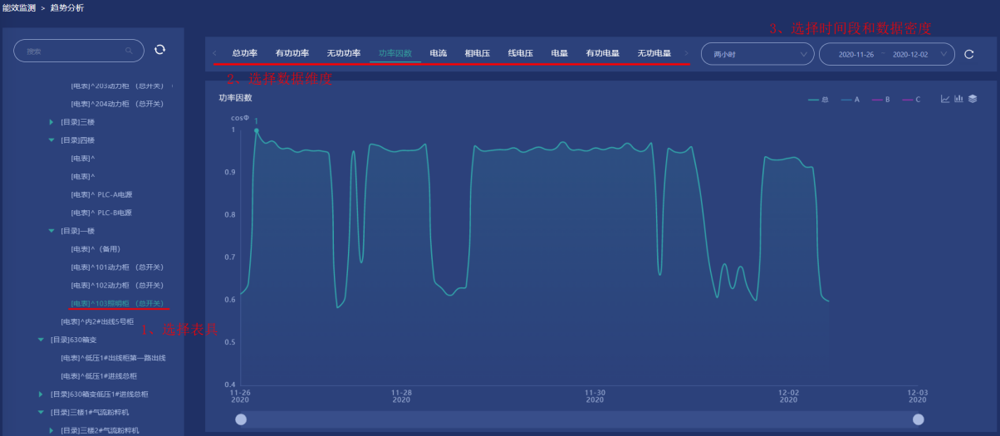 能效监测 > 趋势分析
3、选择时间段和数据密度
搜索
总功率 有功功率 无功功率 功率因数 电流 相电压 线电压 电量 有功电量 无功电量
两小时
2020-11-26 ~ 2020-12-02
2、选择数据维度
功率因数
总 A B C
[电表]^203动力柜 (总开关)
[电表]^204动力柜 (总开关)
[目录]三楼
[目录]四楼
[电表]^
[电表]^
[电表]^ PLC-A电源
[电表]^ PLC-B电源
[目录]一楼
[电表]^ (备用)
[电表]^101动力柜 (总开关)
[电表]^102动力柜 (总开关)
[电表]^103照明柜 (总开关)
1、选择表
[电表]^内2#出线5号柜
[目录]630箱变
[电表]^低压1#出线柜第一路出线
[电表]^低压1#进线总柜
[目录]630箱变低压1#进线总柜
[目录]三楼1#气流粉粹机
[目录]三楼2#气流粉粹机
cosΦ
1
1
0.9
0.8
0.7
0.6
0.5
0.4
11-26 11-28 11-30 12-02 12-03
2020 2020 2020 2020 2020